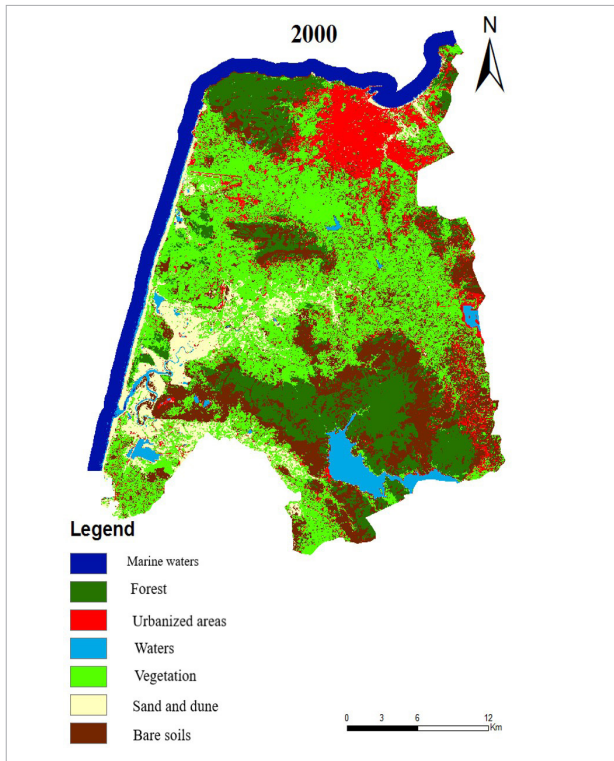 2000
N
Legend
Marine waters
Forest
Urbanized areas
Waters
Vegetation
Sand and dune
Bare soils
0 3 6 12
Km